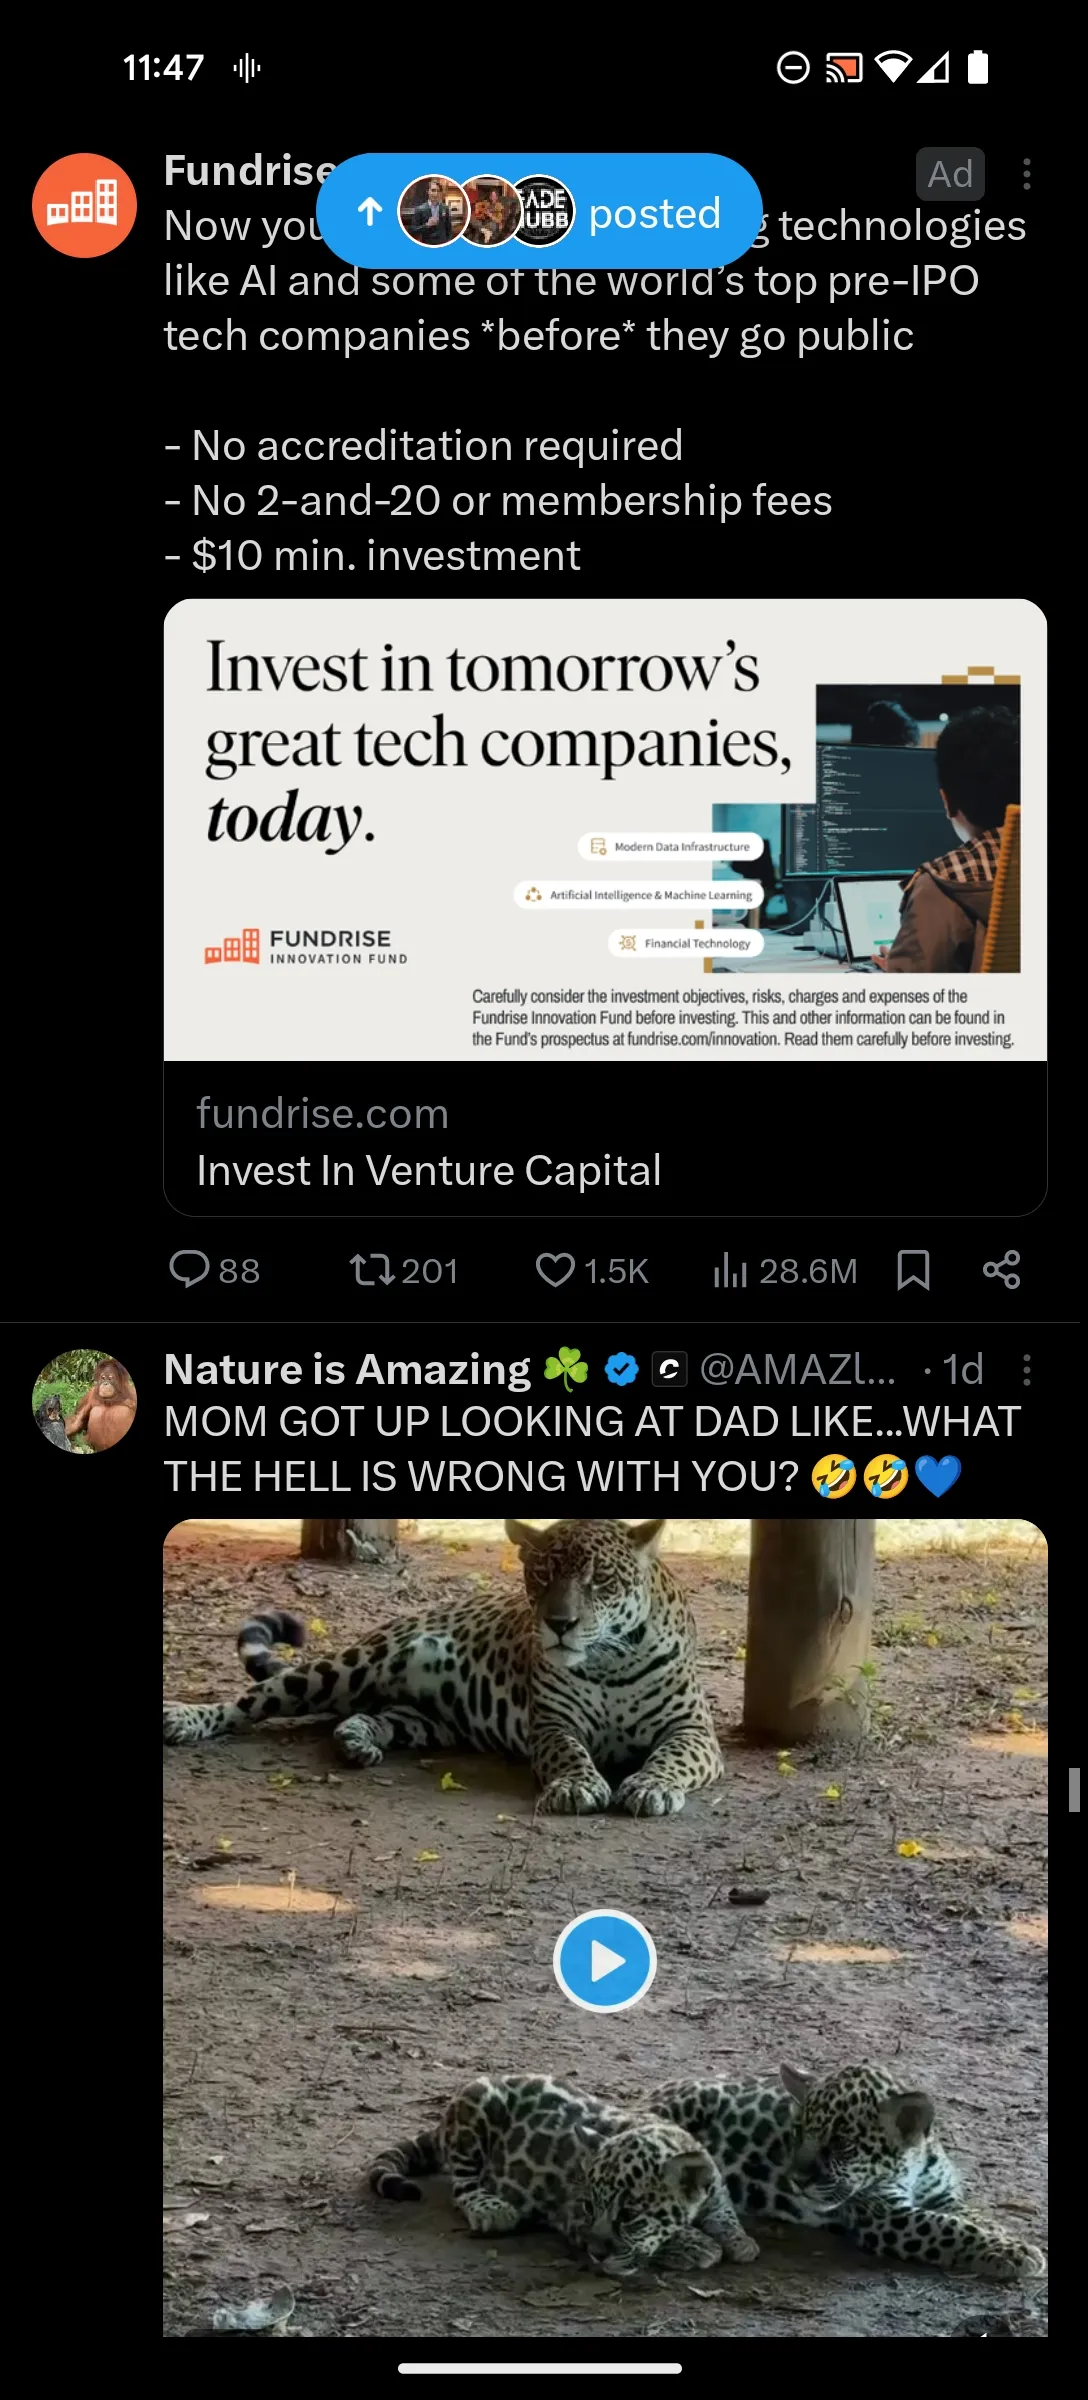 11:47
Fundrise
Ad
posted
Now you
g technologies
like AI and some of the world's top pre-IPO
tech companies *before* they go public
- No accreditation required
- No 2-and-20 or membership fees
- $10 min. investment
Invest in tomorrow's
great tech companies,
today.
Modern Data Infrastructure
Artificial Intelligence & Machine Learning
Financial Technology
FUNDRISE
INNOVATION FUND
Carefully consider the investment objectives, risks, charges and expenses of the
Fundrise Innovation Fund before investing. This and other information can be found in
the Fund's prospectus at fundrise.com/innovation. Read them carefully before investing.
fundrise.com
Invest In Venture Capital
88 201 1.5K 28.6M
Nature is Amazing ☘️ @AMAZl... · 1d
MOM GOT UP LOOKING AT DAD LIKE...WHAT
THE HELL IS WRONG WITH YOU? 🤣🤣💙